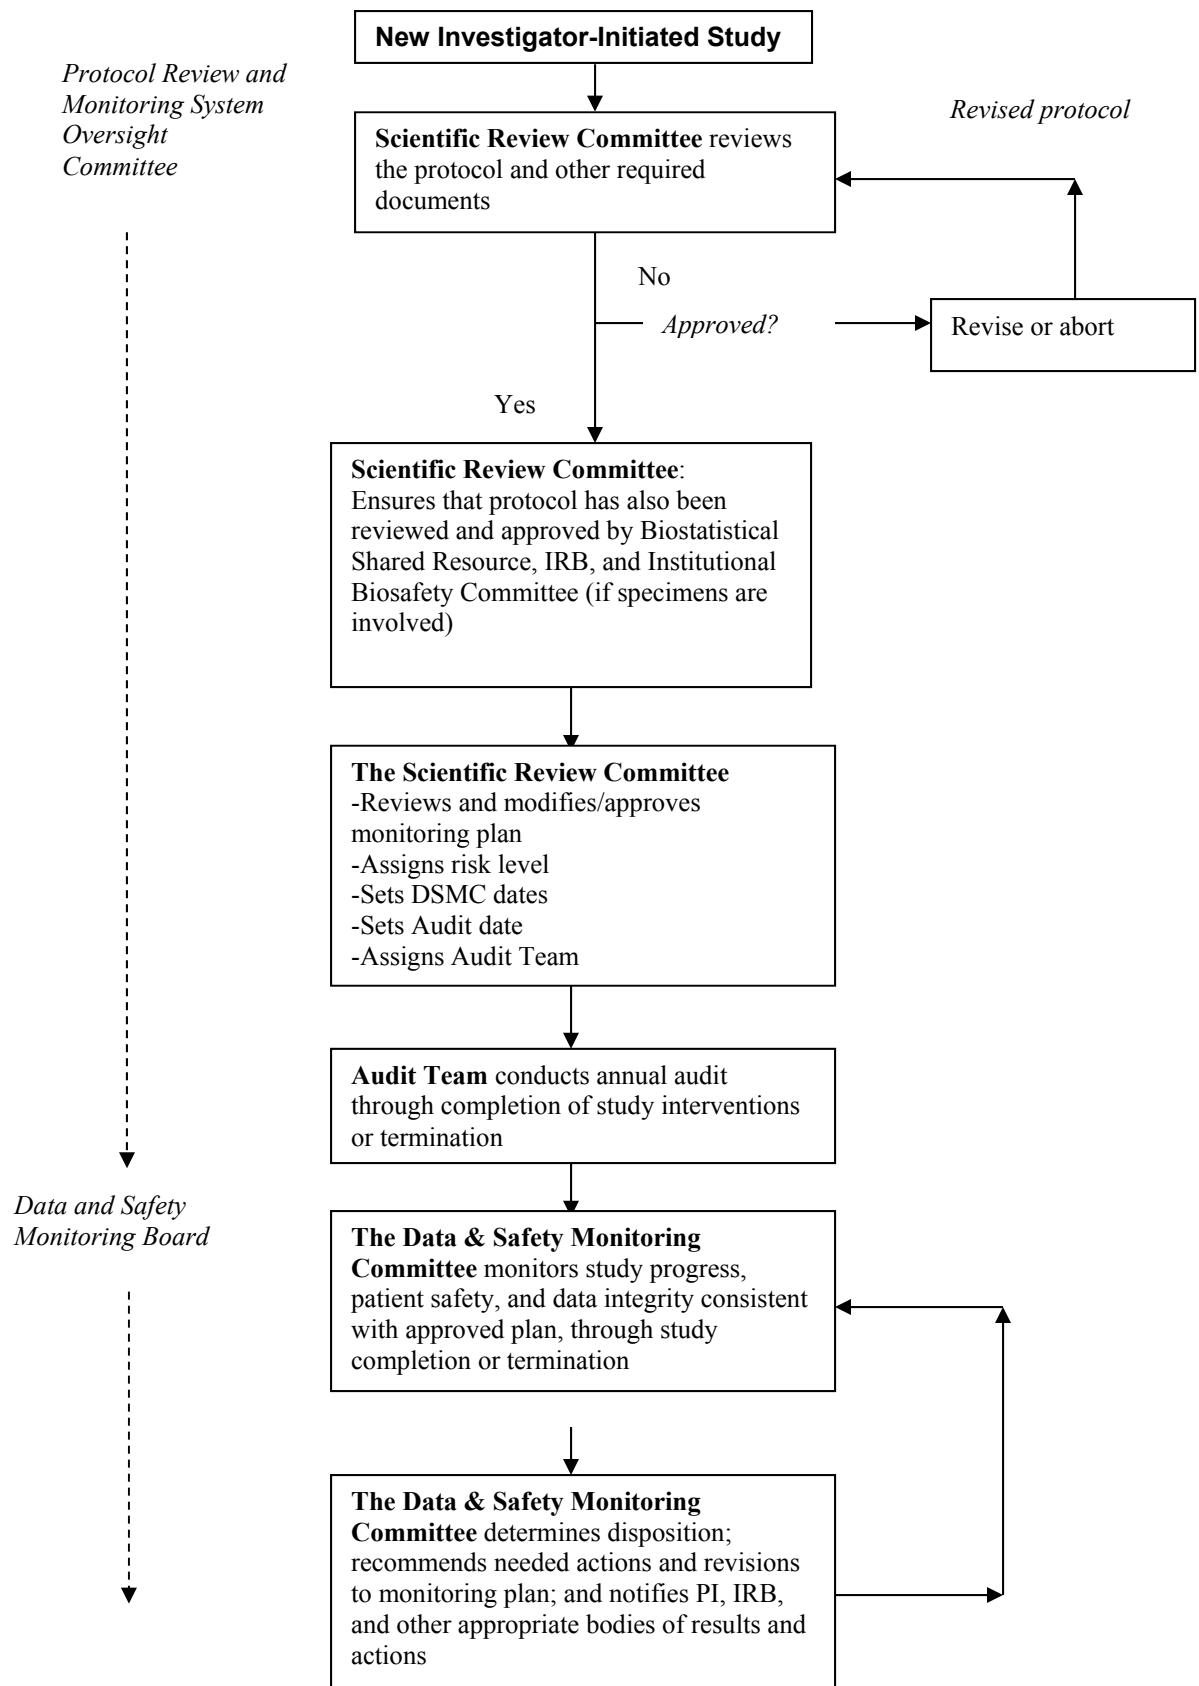 New Investigator-Initiated Study
Protocol Review and
Monitoring System
Oversight
Committee
Revised protocol
Scientific Review Committee reviews
the protocol and other required
documents
No
Approved?
Revise or abort
Yes
Scientific Review Committee:
Ensures that protocol has also been
reviewed and approved by Biostatistical
Shared Resource, IRB, and Institutional
Biosafety Committee (if specimens are
involved)
The Scientific Review Committee
-Reviews and modifies/approves
monitoring plan
-Assigns risk level
-Sets DSMC dates
-Sets Audit date
-Assigns Audit Team
Audit Team conducts annual audit
through completion of study interventions
or termination
Data and Safety
Monitoring Board
The Data & Safety Monitoring
Committee monitors study progress,
patient safety, and data integrity consistent
with approved plan, through study
completion or termination
The Data & Safety Monitoring
Committee determines disposition;
recommends needed actions and revisions
to monitoring plan; and notifies PI, IRB,
and other appropriate bodies of results and
actions